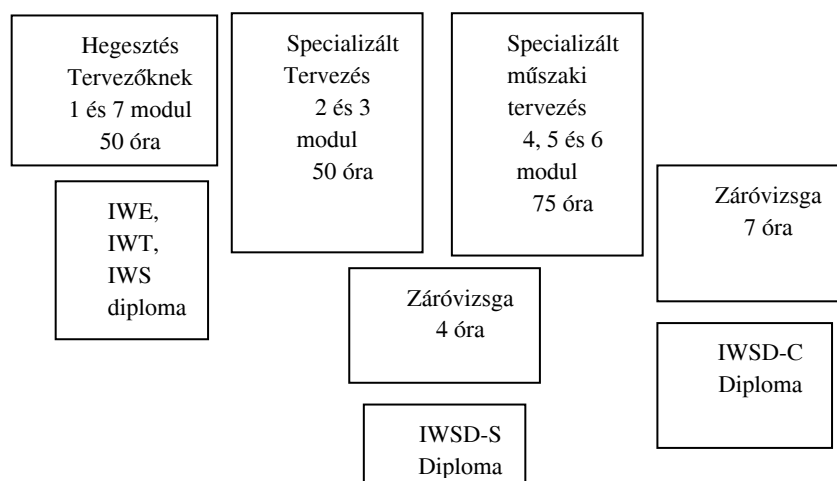 Hegesztés
Tervezőknek
1 és 7 modul
50 óra
Specializált
Tervezés
2 és 3
modul
50 óra
Specializált
műszaki
tervezés
4, 5 és 6
modul
75 óra
Záróvizsga
7 óra
IWE,
IWT,
IWS
diploma
Záróvizsga
4 óra
IWSD-C
Diploma
IWSD-S
Diploma